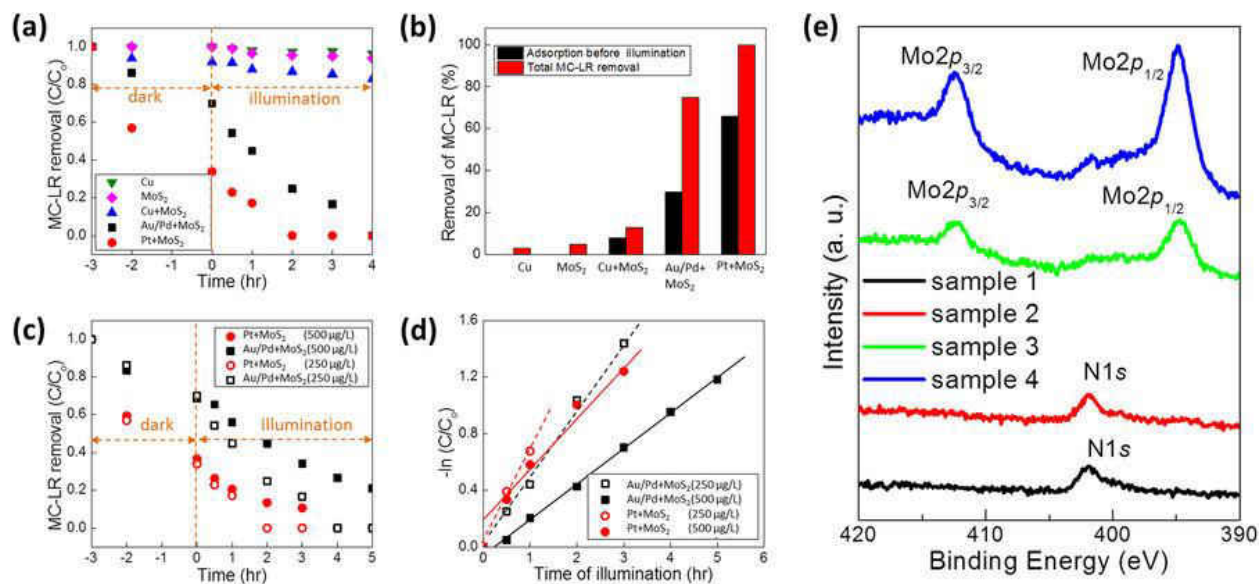 (a)
MC-LR removal (C/C₀)
1.0
0.8
0.6
0.4
0.2
0.0
dark
illumination
Cu
MoS₂
Cu+MoS₂
Au/Pd+MoS₂
Pt+MoS₂
-3 -2 -1 0 1 2 3 4
Time (hr)
(b)
Removal of MC-LR (%)
100
80
60
40
20
0
Adsorption before illumination
Total MC-LR removal
Cu MoS₂ Cu+MoS₂ Au/Pd+ Pt+MoS₂
MoS₂
(c)
MC-LR removal (C/C₀)
1.0
0.8
0.6
0.4
0.2
0.0
Pt+MoS₂ (500 µg/L)
Au/Pd+MoS₂(500 µg/L)
Pt+MoS₂ (250 µg/L)
Au/Pd+MoS₂(250 µg/L)
dark
Illumination
-3 -2 -1 0 1 2 3 4 5
Time (hr)
(d)
-ln (C/C₀)
1.6
1.2
0.8
0.4
0.0
Au/Pd+MoS₂(250 µg/L)
Au/Pd+MoS₂(500 µg/L)
Pt+MoS₂ (250 µg/L)
Pt+MoS₂ (500 µg/L)
0 1 2 3 4 5 6
Time of illumination (hr)
(e)
Intensity (a. u.)
Mo2p₃/₂
Mo2p₁/₂
Mo2p₃/₂
Mo2p₁/₂
sample 1
sample 2
sample 3
sample 4
N1s
N1s
420 410 400 390
Binding Energy (eV)